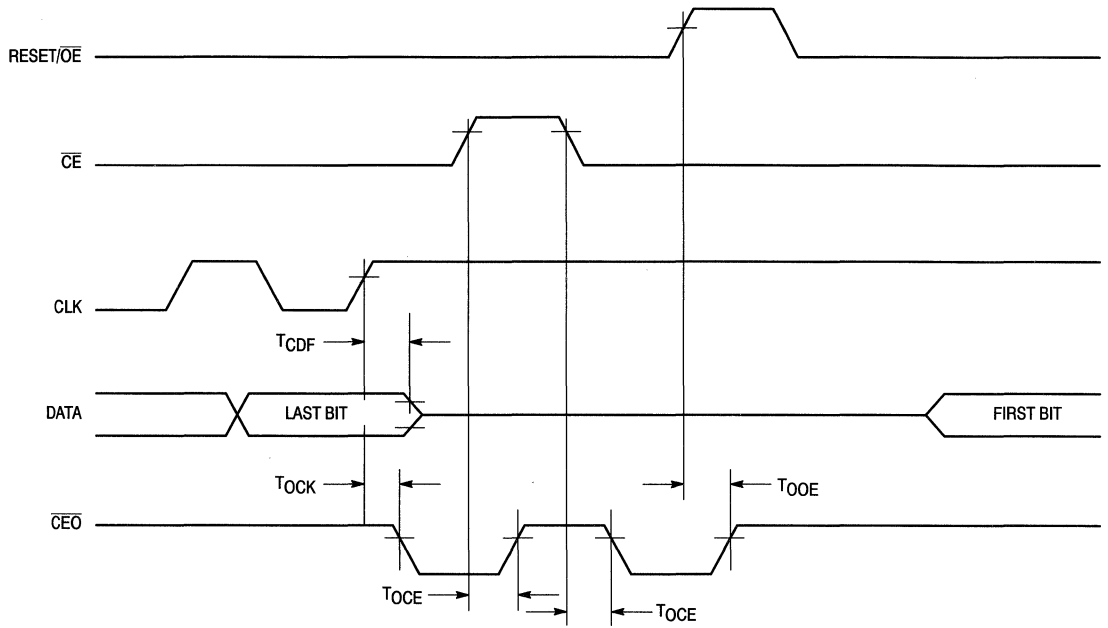 RESET/OE
CE
CLK
TCDF
DATA
LAST BIT
FIRST BIT
TOCK
TOOE
CEO
TOCE
TOCE